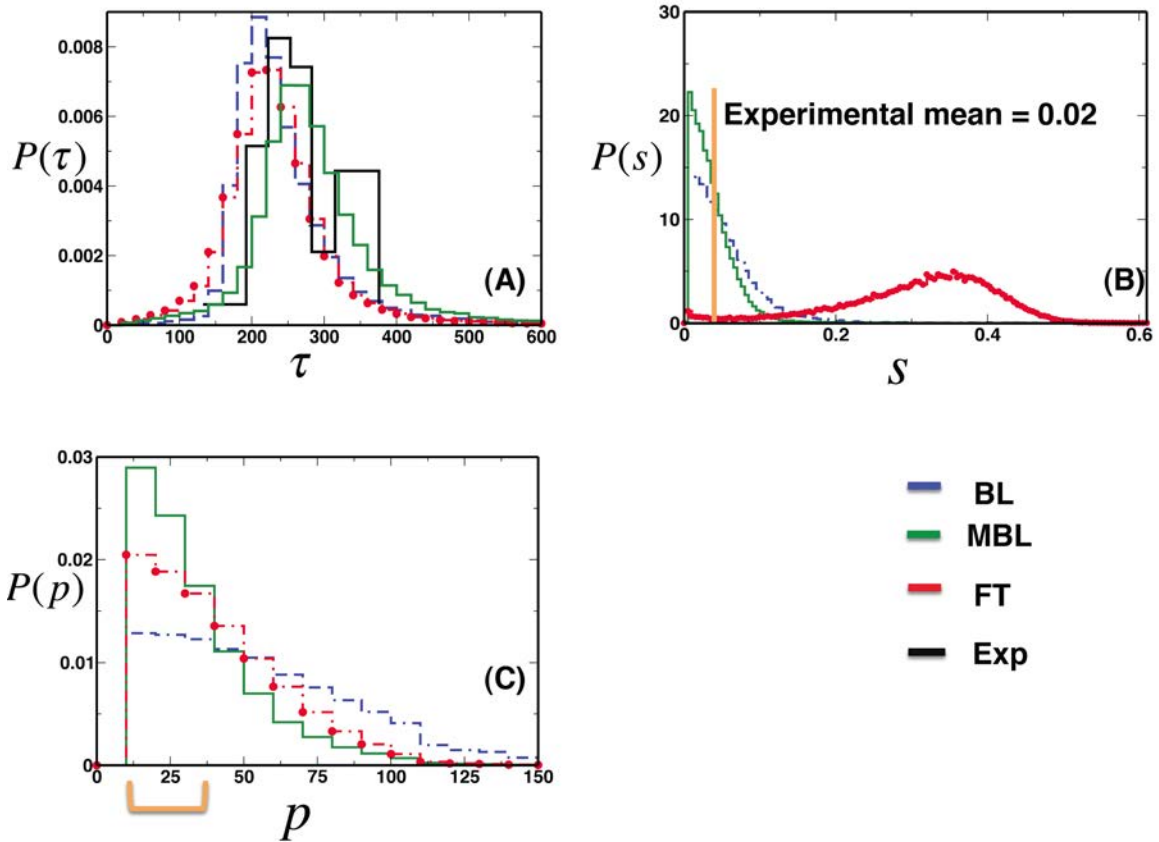 0.008
0.006
P(τ)
0.004
0.002
0
(A)
0 100 200 300 400 500 600
τ
30
20
P(s)
10
0
Experimental mean = 0.02
(B)
0 0.2 0.4 0.6
s
0.03
0.02
P(p)
0.01
0
(C)
0 25 50 75 100 125 150
p
BL
MBL
FT
Exp